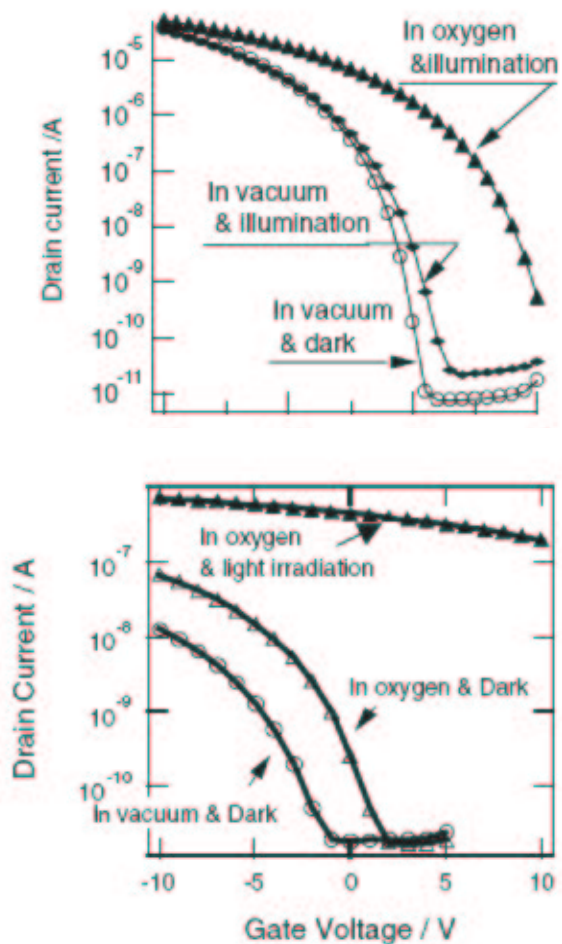 In oxygen
&illumination
10-5
10-6
10-7
10-8
10-9
10-10
10-11
Drain current /A
In vacuum
& illumination
In vacuum
& dark
In oxygen
& light irradiation
10-7
10-8
10-9
10-10
Drain Current / A
In oxygen & Dark
In vacuum & Dark
-10 -5 0 5 10
Gate Voltage / V